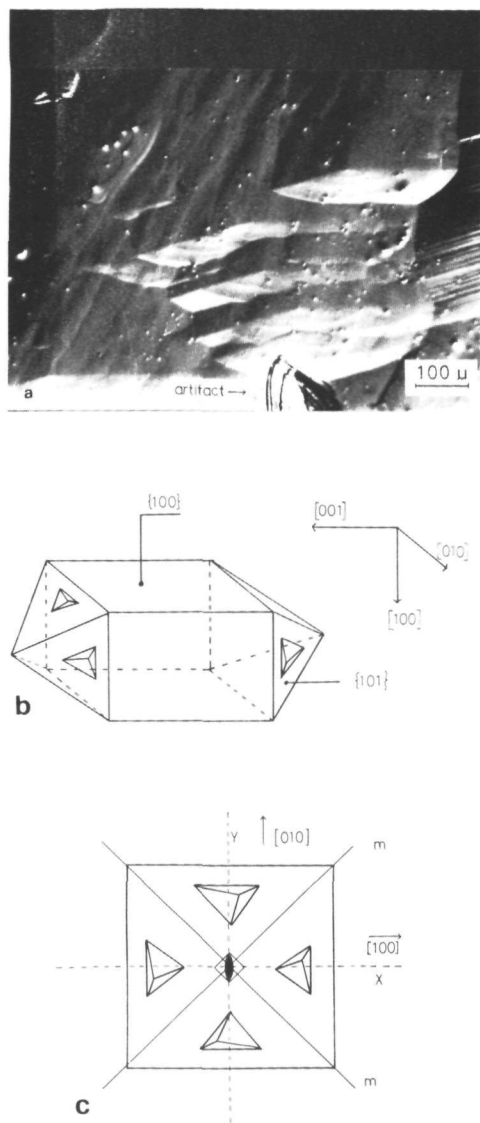 a
artifact →
100 μ
{100}
[001]
[010]
[100]
{101}
b
Y
[010]
m
[100]
X
m
c